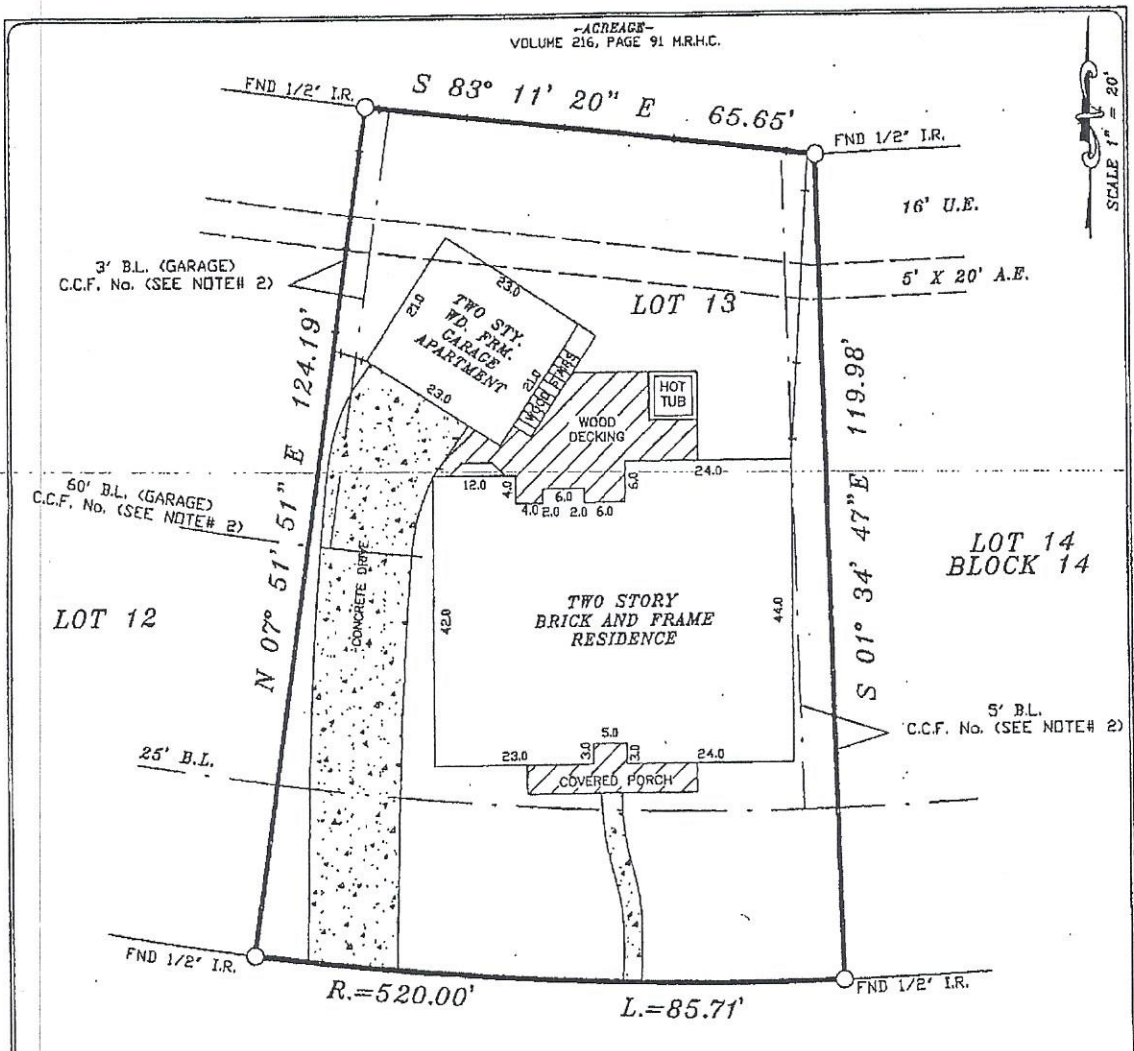 -ACREAGE-
VOLUME 216, PAGE 91 M.R.H.C.
FND 1/2" I.R.
S 83° 11' 20" E 65.65'
FND 1/2" I.R.
SCALE 1" = 20'
16' U.E.
5' X 20' A.E.
3' B.L. (GARAGE)
C.C.F. No. (SEE NOTE# 2)
LOT 13
23.0
21.0
TWO STY.
WD. FRM.
GARAGE
APARTMENT
21.0
WOOD STAIRS
23.0
HOT
TUB
WOOD
DECKING
N 07° 51' 51" E 124.19'
S 01° 34' 47" E 119.98'
12.0
4.0
4.0
6.0
2.0
2.0
6.0
6.0
24.0
60' B.L. (GARAGE)
C.C.F. No. (SEE NOTE# 2)
CONCRETE DRIVE
LOT 12
LOT 14
BLOCK 14
42.0
TWO STORY
BRICK AND FRAME
RESIDENCE
44.0
5' B.L.
C.C.F. No. (SEE NOTE# 2)
25' B.L.
23.0
3.0
5.0
3.0
24.0
COVERED PORCH
FND 1/2" I.R.
R.=520.00'
L.=85.71'
FND 1/2" I.R.